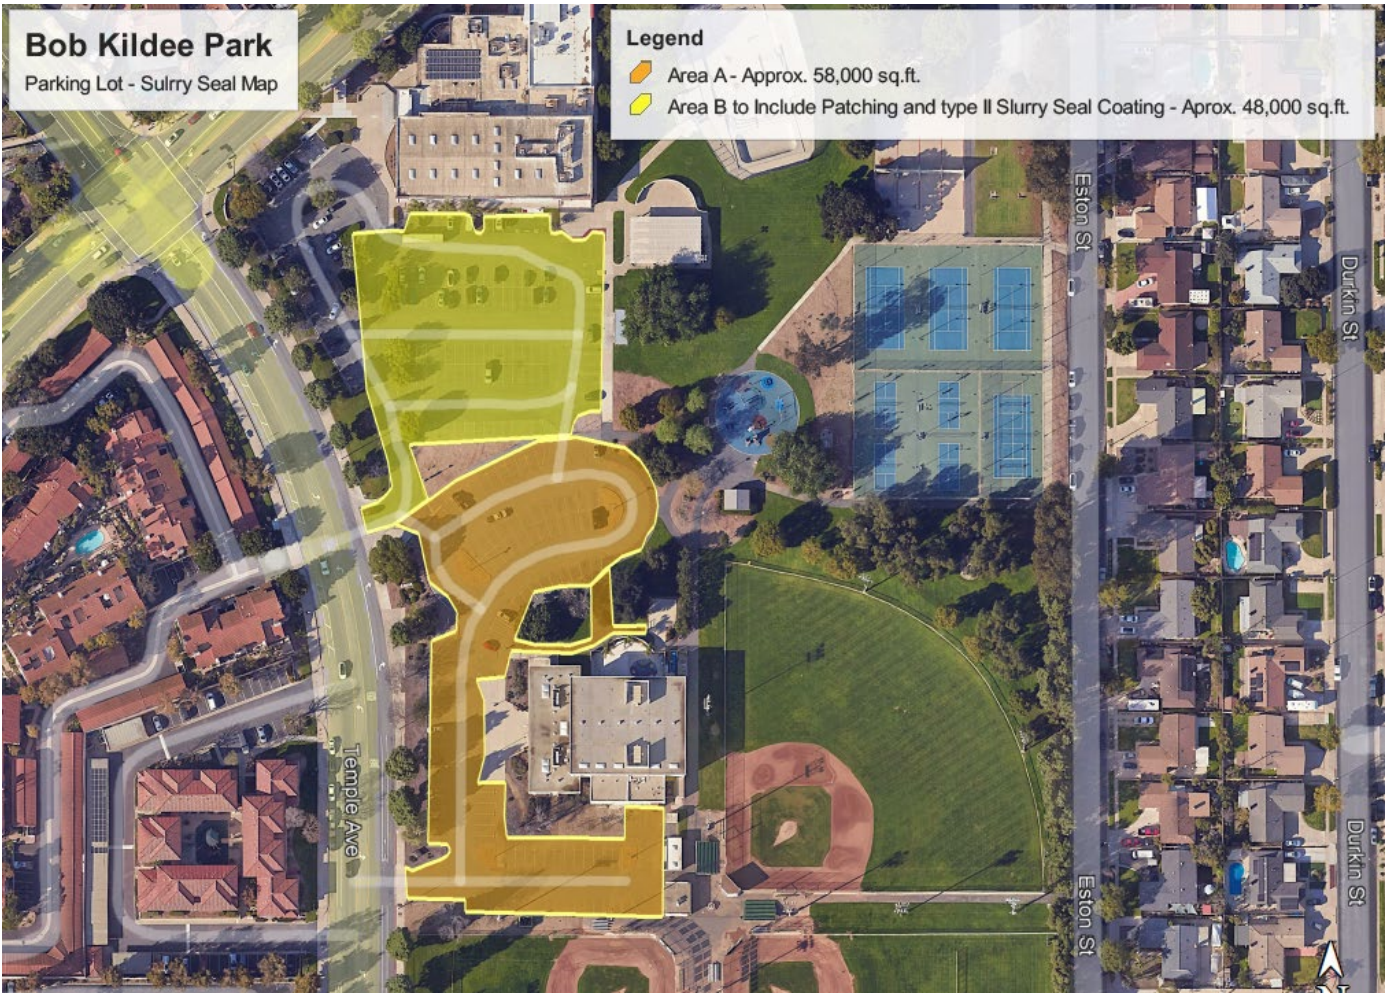 Bob Kildee Park
Parking Lot - Sulrry Seal Map
Legend
Area A - Approx. 58,000 sq.ft.
Area B to Include Patching and type II Slurry Seal Coating - Aprox. 48,000 sq.ft.
Eston St
Durkin St
Temple Ave
Eston St
Durkin St
N